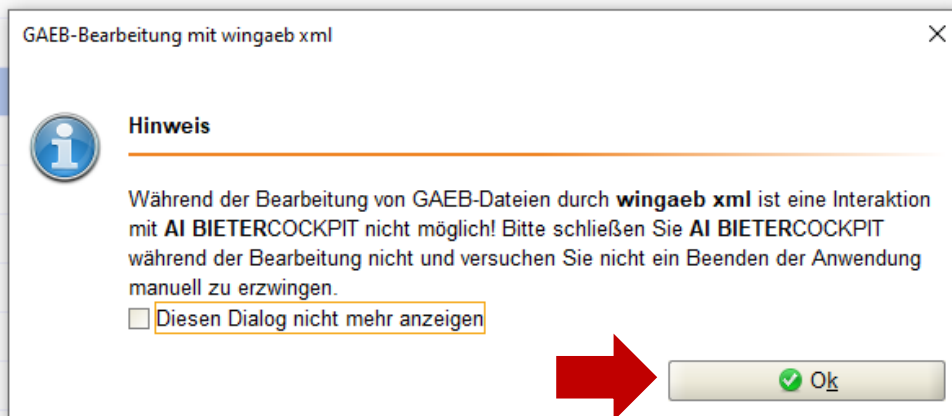 GAEB-Bearbeitung mit wingaeb xml
Hinweis
Während der Bearbeitung von GAEB-Dateien durch wingaeb xml ist eine Interaktion
mit AI BIETERCOCKPIT nicht möglich! Bitte schließen Sie AI BIETERCOCKPIT
während der Bearbeitung nicht und versuchen Sie nicht ein Beenden der Anwendung
manuell zu erzwingen.
Diesen Dialog nicht mehr anzeigen
Ok